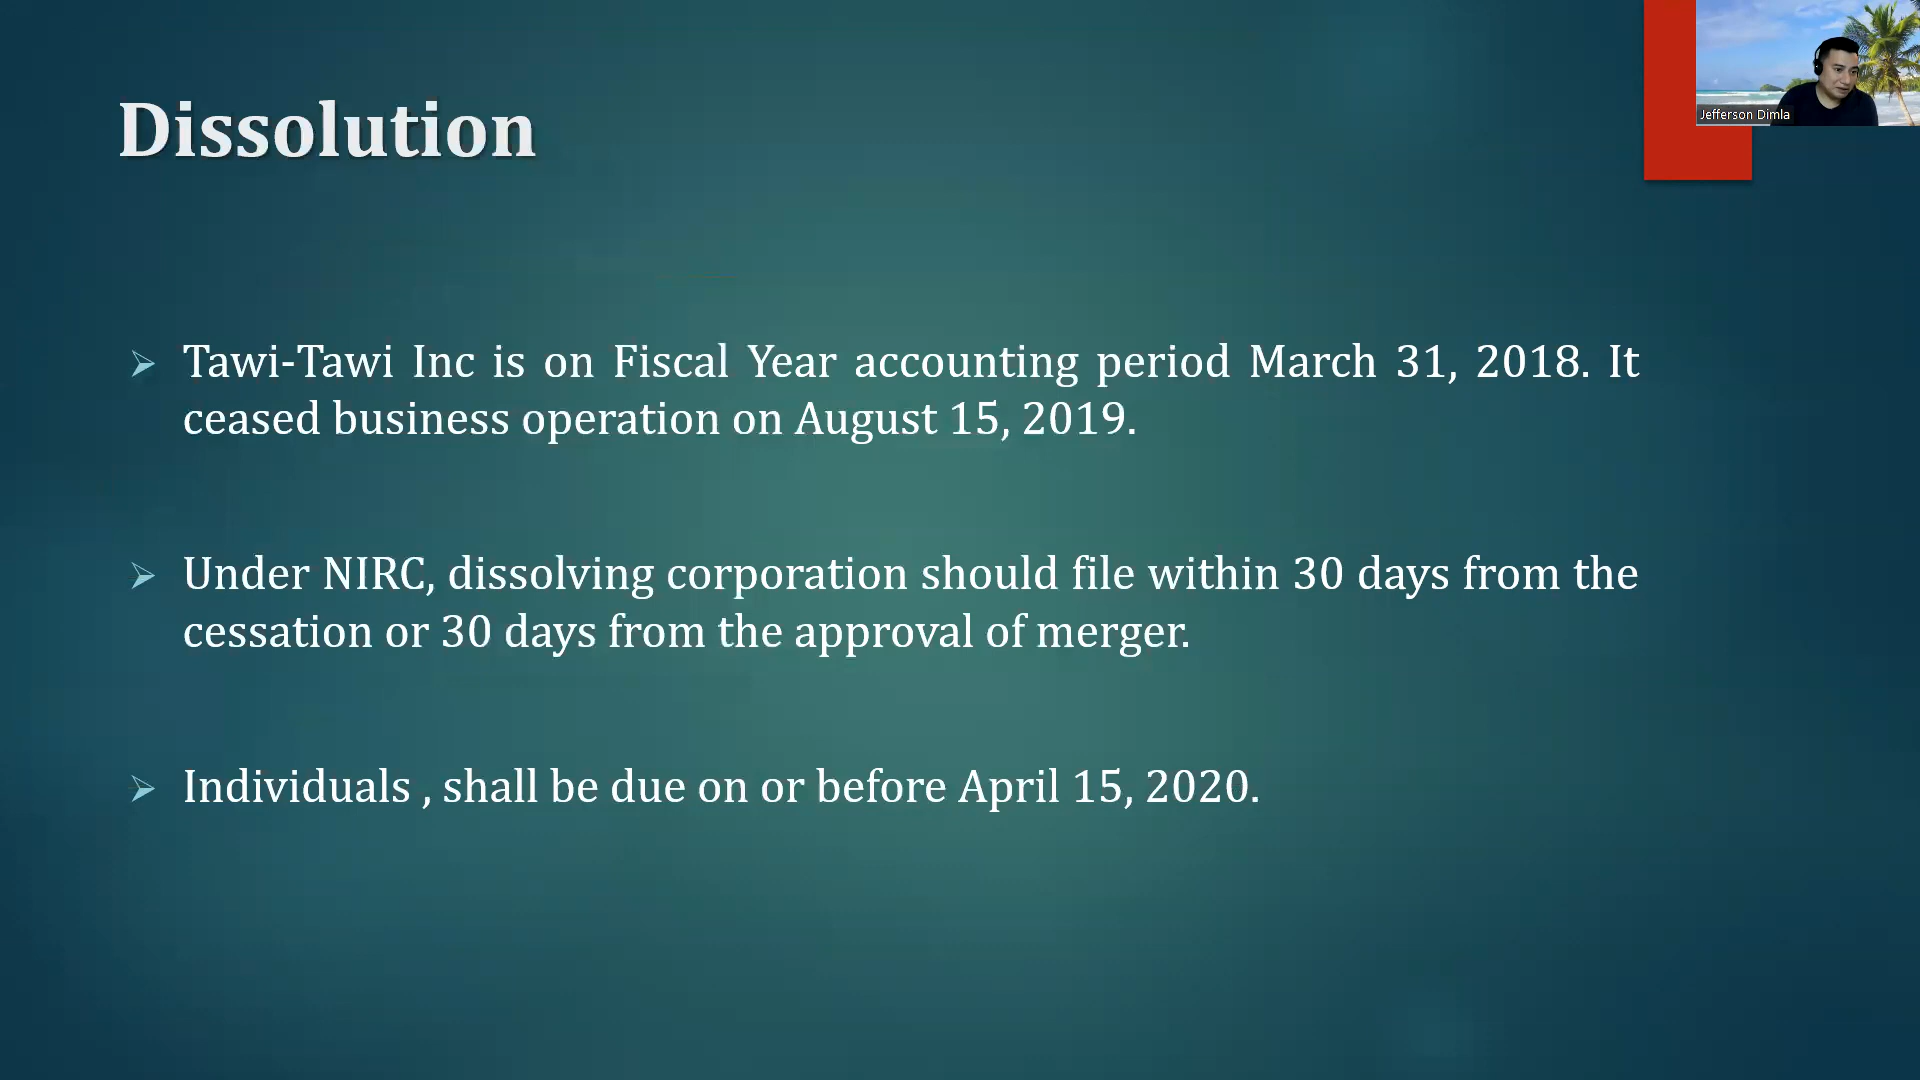 Dissolution
Jefferson Dimla
Tawi-Tawi Inc is on Fiscal Year accounting period March 31, 2018. It
ceased business operation on August 15, 2019.
Under NIRC, dissolving corporation should file within 30 days from the
cessation or 30 days from the approval of merger.
Individuals , shall be due on or before April 15, 2020.